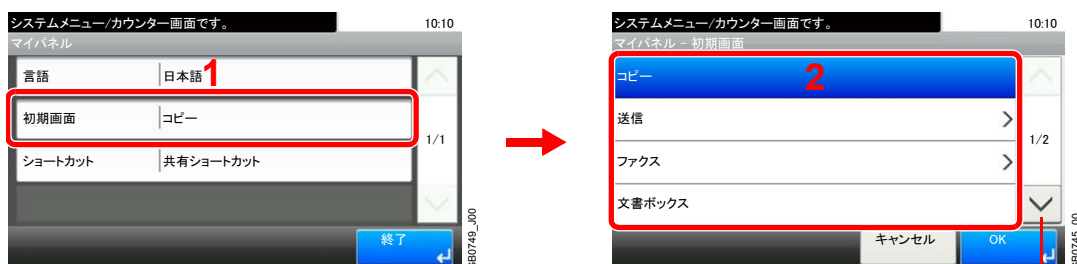 システムメニュー/カウンター画面です。 10:10
マイパネル
言語 日本語 1
初期画面 コピー
ショートカット 共有ショートカット
1/1
終了
システムメニュー/カウンター画面です。 10:10
マイパネル - 初期画面
コピー 2
送信
ファクス
文書ボックス
1/2
キャンセル OK